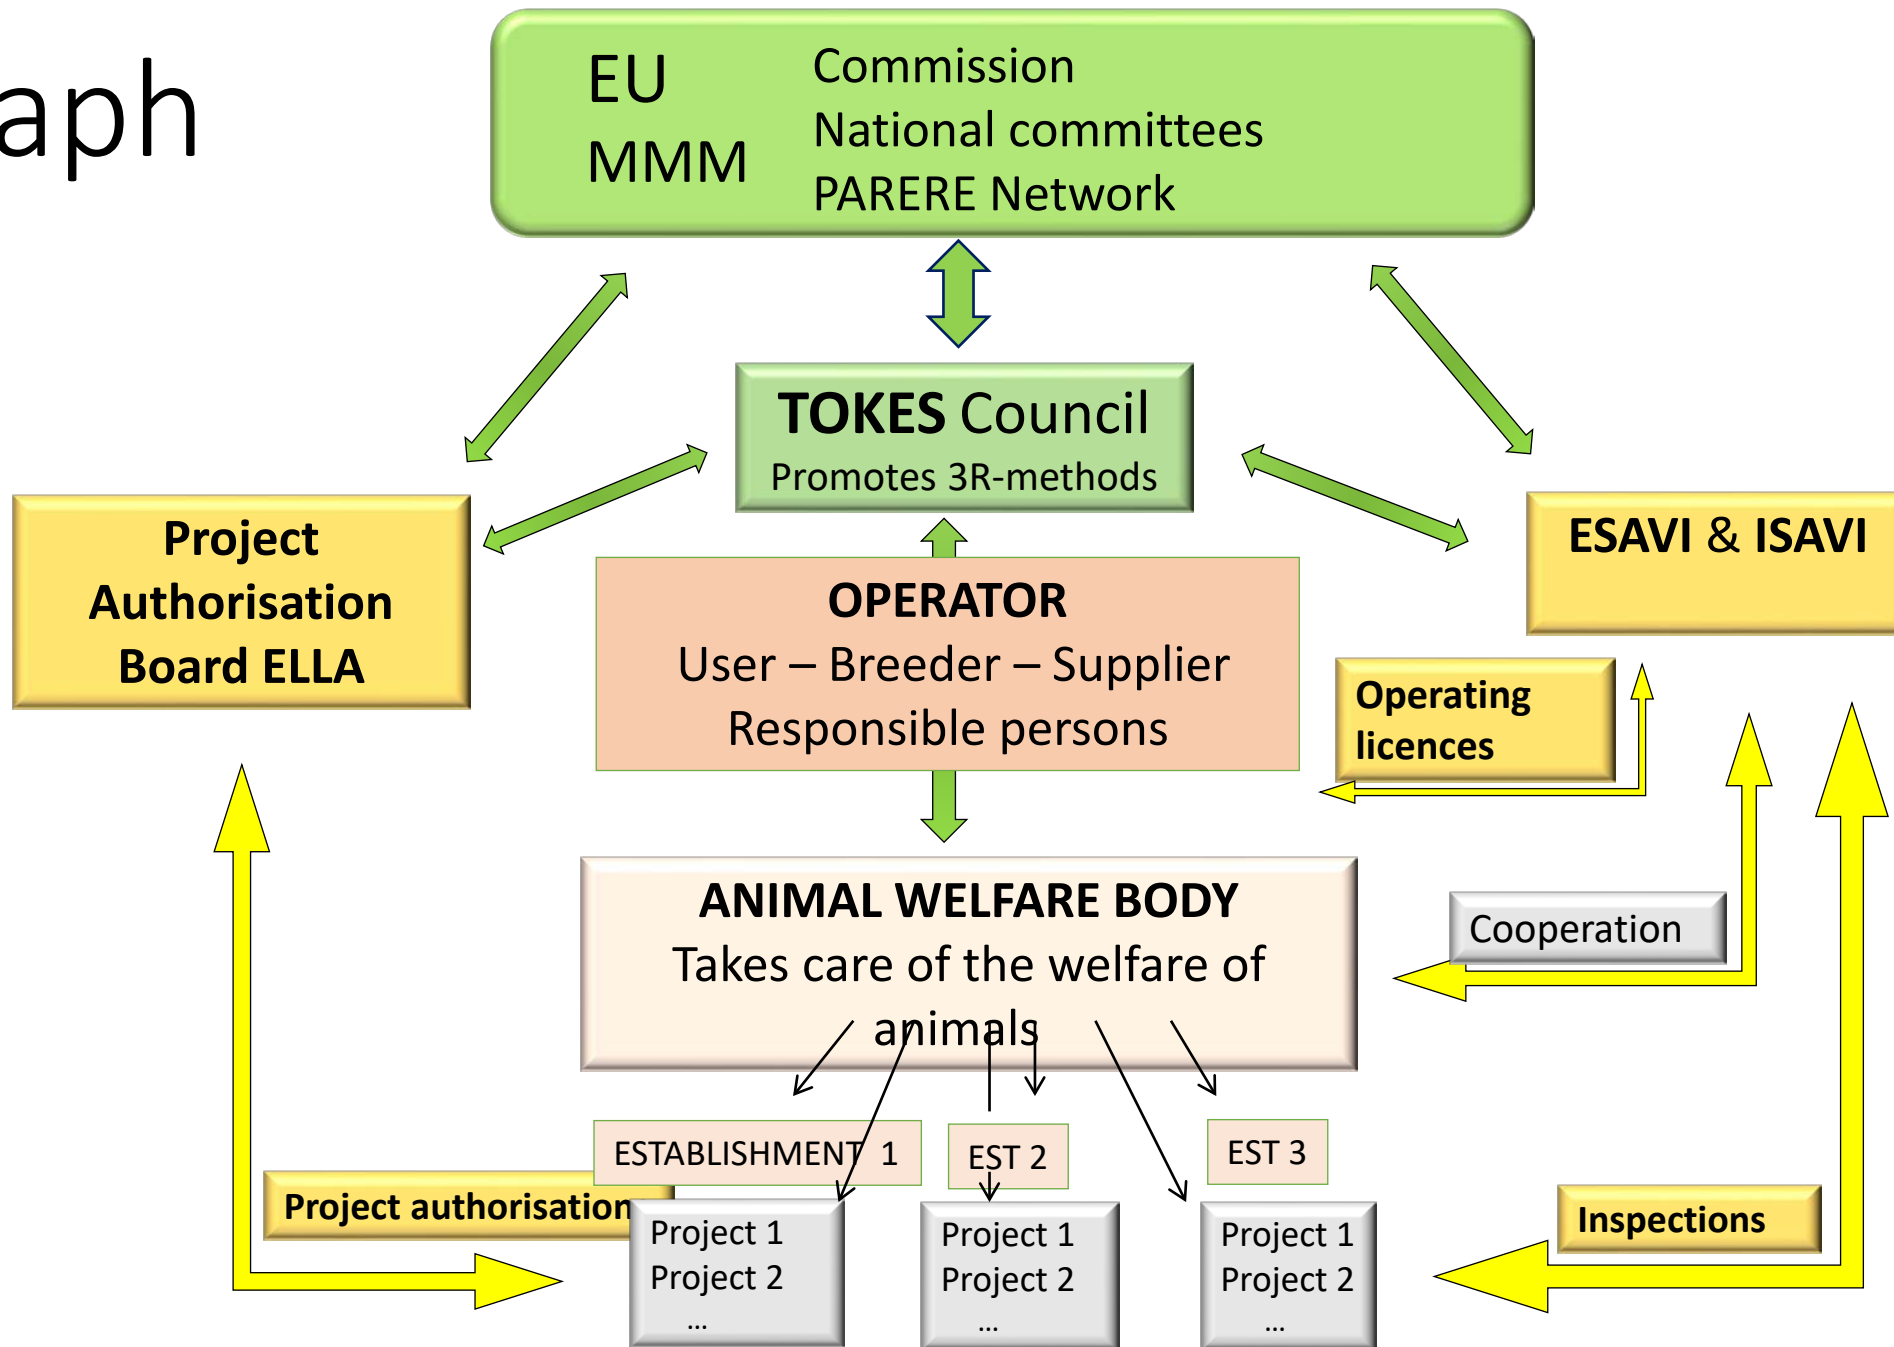 aph
EU
MMM
Commission
National committees
PARERE Network
TOKES Council
Promotes 3R-methods
Project
Authorisation
Board ELLA
ESAVI & ISAVI
OPERATOR
User – Breeder – Supplier
Responsible persons
Operating
licences
ANIMAL WELFARE BODY
Takes care of the welfare of
animals
Cooperation
ESTABLISHMENT 1
EST 2
EST 3
Project authorisation
Project 1
Project 2
...
Project 1
Project 2
...
Project 1
Project 2
...
Inspections